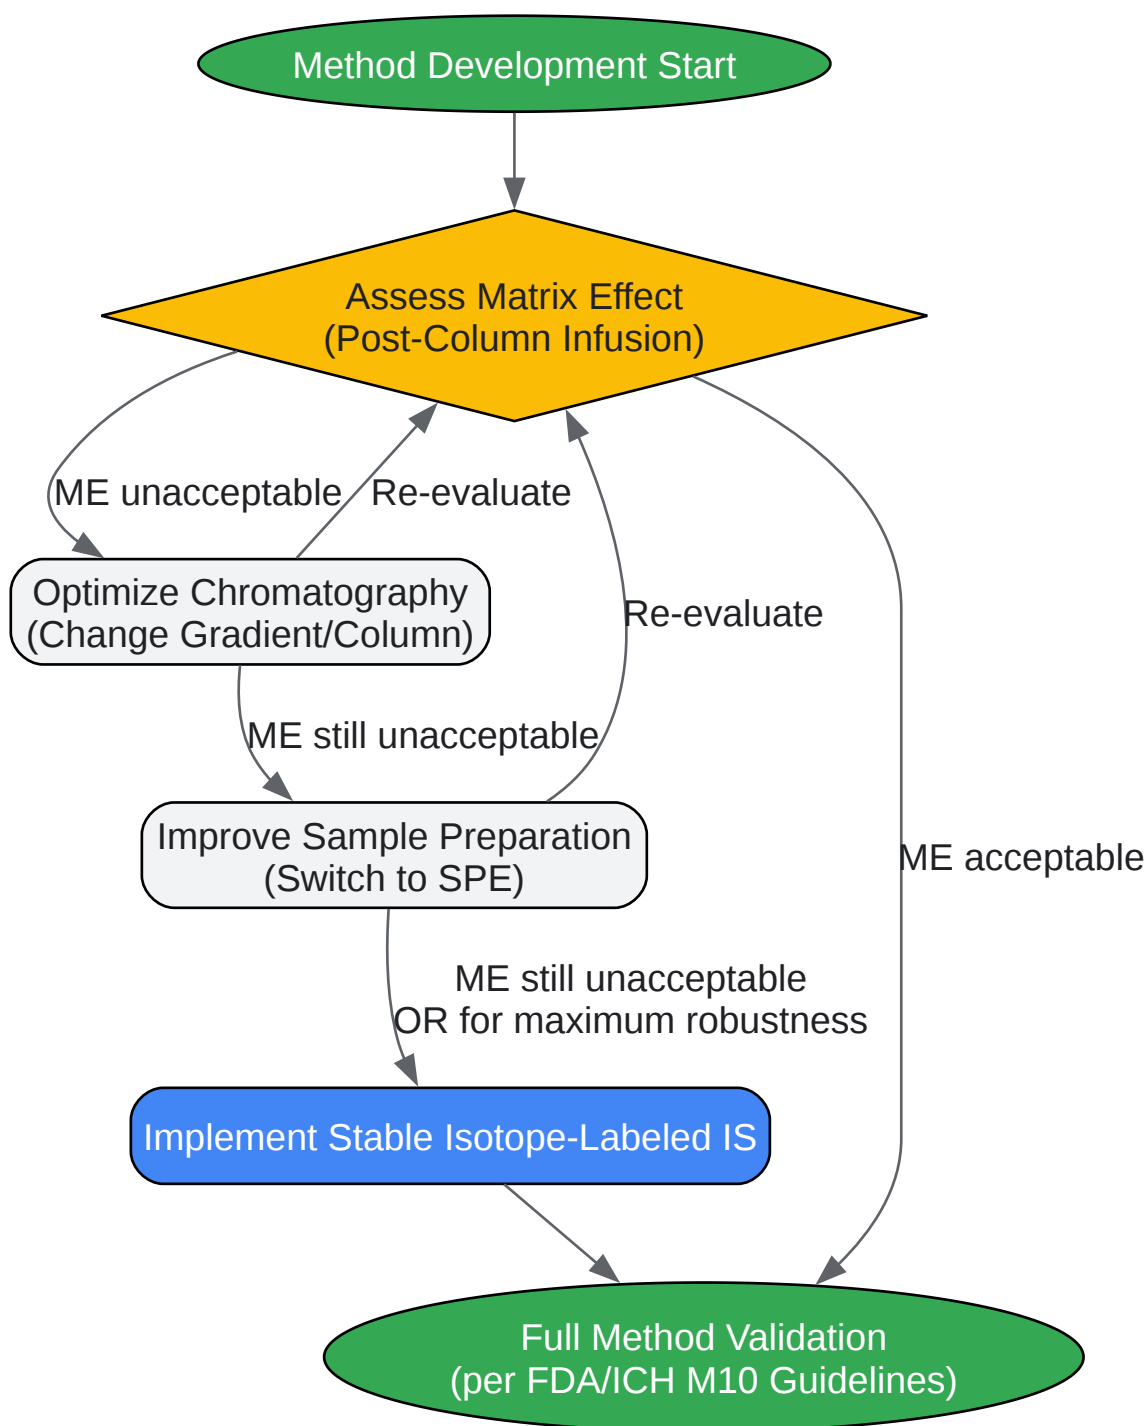 Method Development Start
Assess Matrix Effect
(Post-Column Infusion)
ME unacceptable
Re-evaluate
Optimize Chromatography
(Change Gradient/Column)
Re-evaluate
ME still unacceptable
Improve Sample Preparation
(Switch to SPE)
ME acceptable
ME still unacceptable
OR for maximum robustness
Implement Stable Isotope-Labeled IS
Full Method Validation
(per FDA/ICH M10 Guidelines)